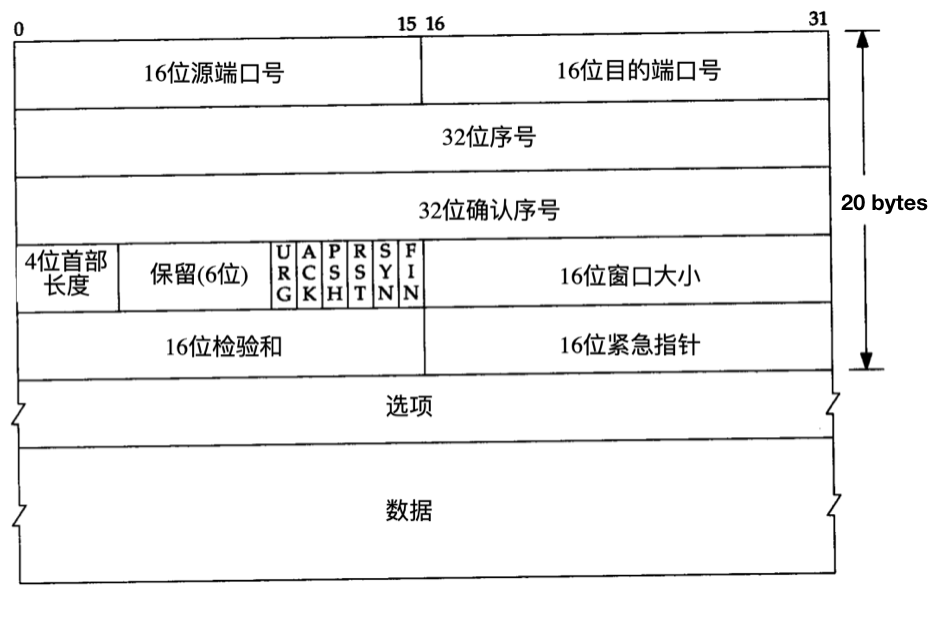 0 15 16 31
16位源端口号 16位目的端口号
32位序号
32位确认序号
20 bytes
4位首部
长度
保留(6位)
URG
ACK
PSH
RST
SYN
FIN
16位窗口大小
16位检验和 16位紧急指针
选项
数据